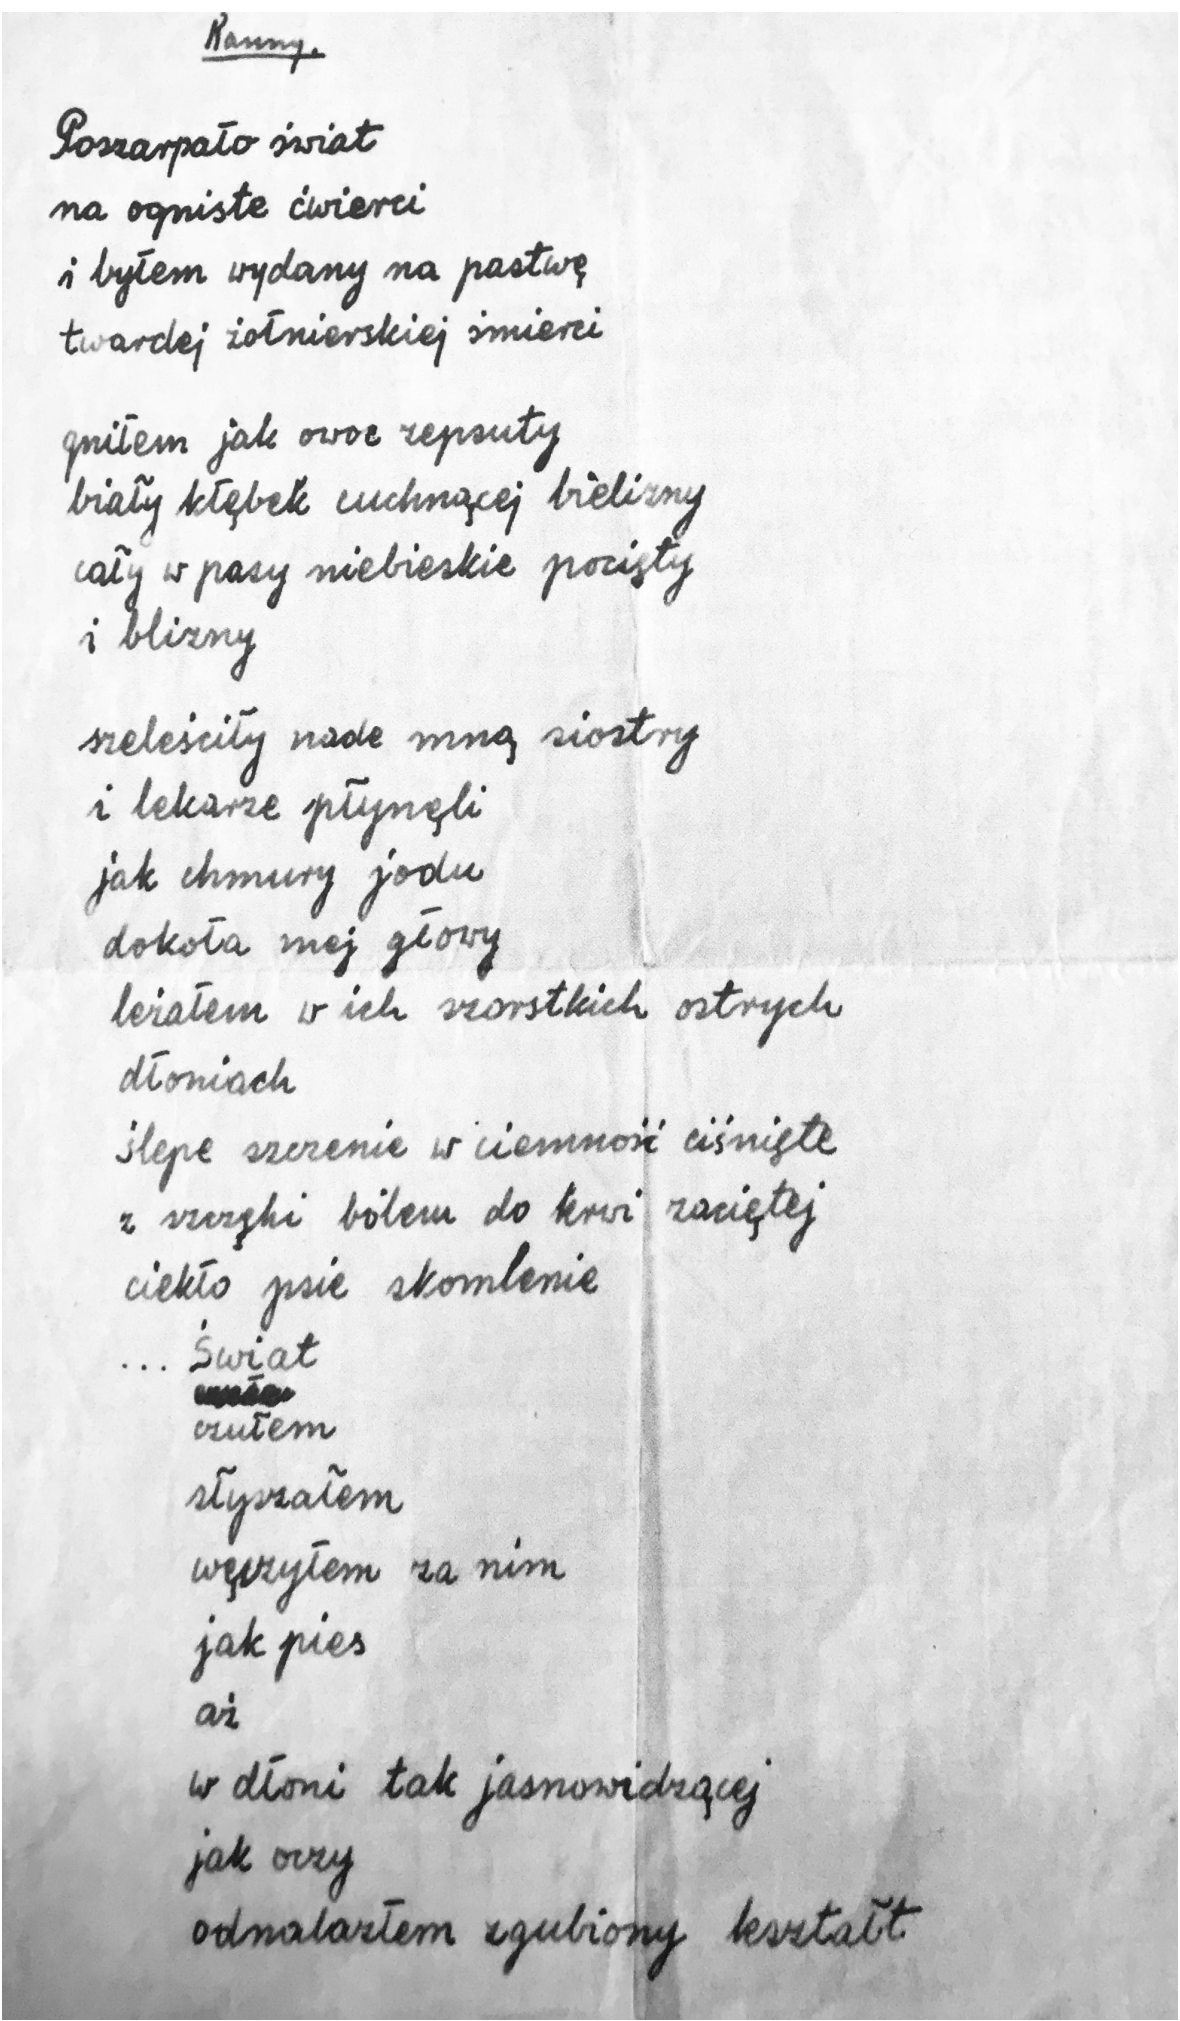 Ranny.
Poszarpało świat
na ogniste ćwierci
i byłem wydany na pastwę
twardej żołnierskiej śmierci
gniłem jak owoc zepsuty
biały kłębek cuchnącej bielizny
cały w pasy niebieskie pocięty
i blizny
szeleściły nade mną siostry
i lekarze płynęli
jak chmury jodu
dokoła mej głowy
leżałem w ich szorstkich ostrych
dłoniach
ślepe szczenie w ciemność ciśnięte
z szczęki bólem do krwi zaciętej
ciekło psie skomlenie
... Świat
czułem
słyszałem
węszyłem za nim
jak pies
aż
w dłoni tak jasnowidzącej
jak oczy
odnalazłem zgubiony kształt